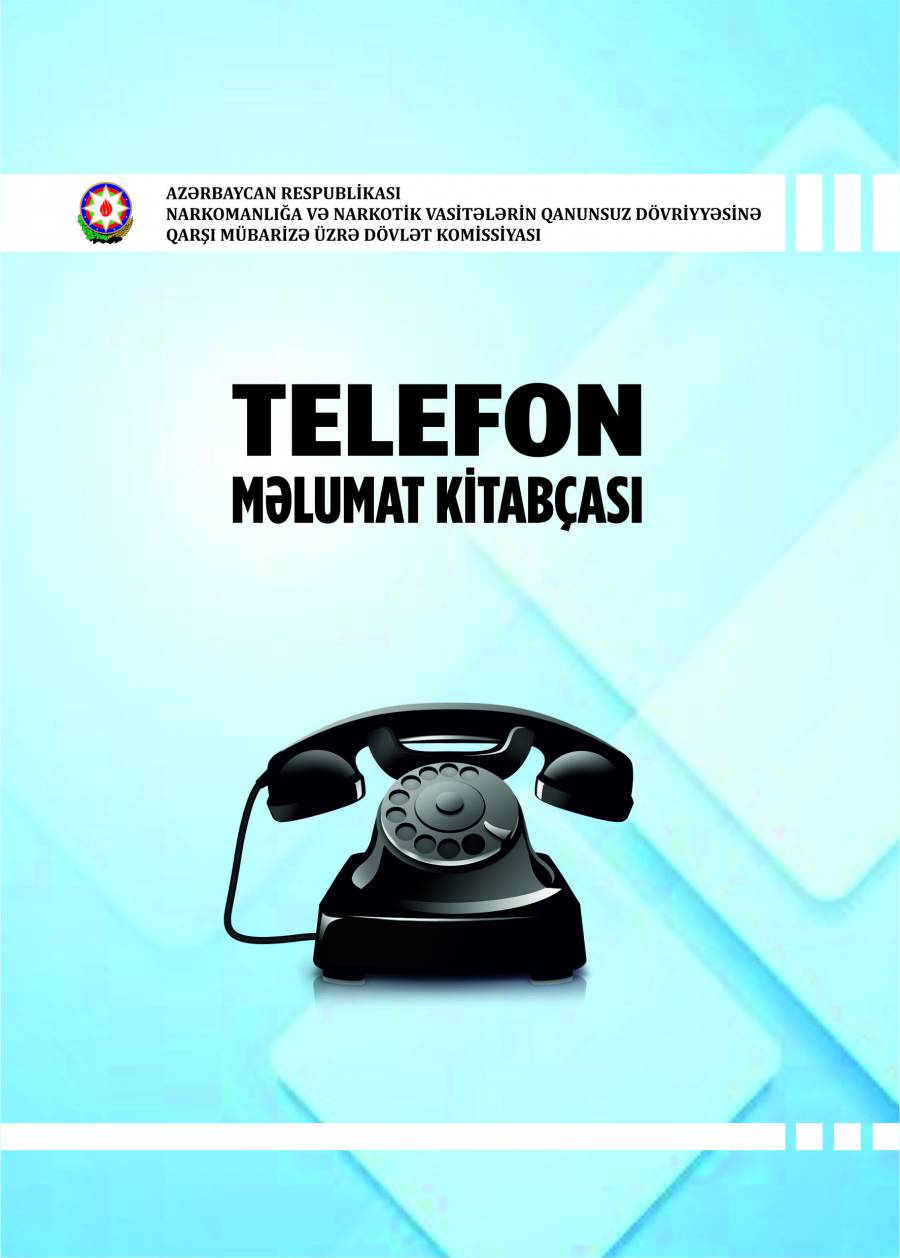 AZƏRBAYCAN RESPUBLİKASI
NARKOMANLIĞA VƏ NARKOTİK VASİTƏLƏRİN QANUNSUZ DÖVRİYYƏSİNƏ
QARŞI MÜBARİZƏ ÜZRƏ DÖVLƏT KOMİSSİYASI
TELEFON
MƏLUMAT KİTABÇASI